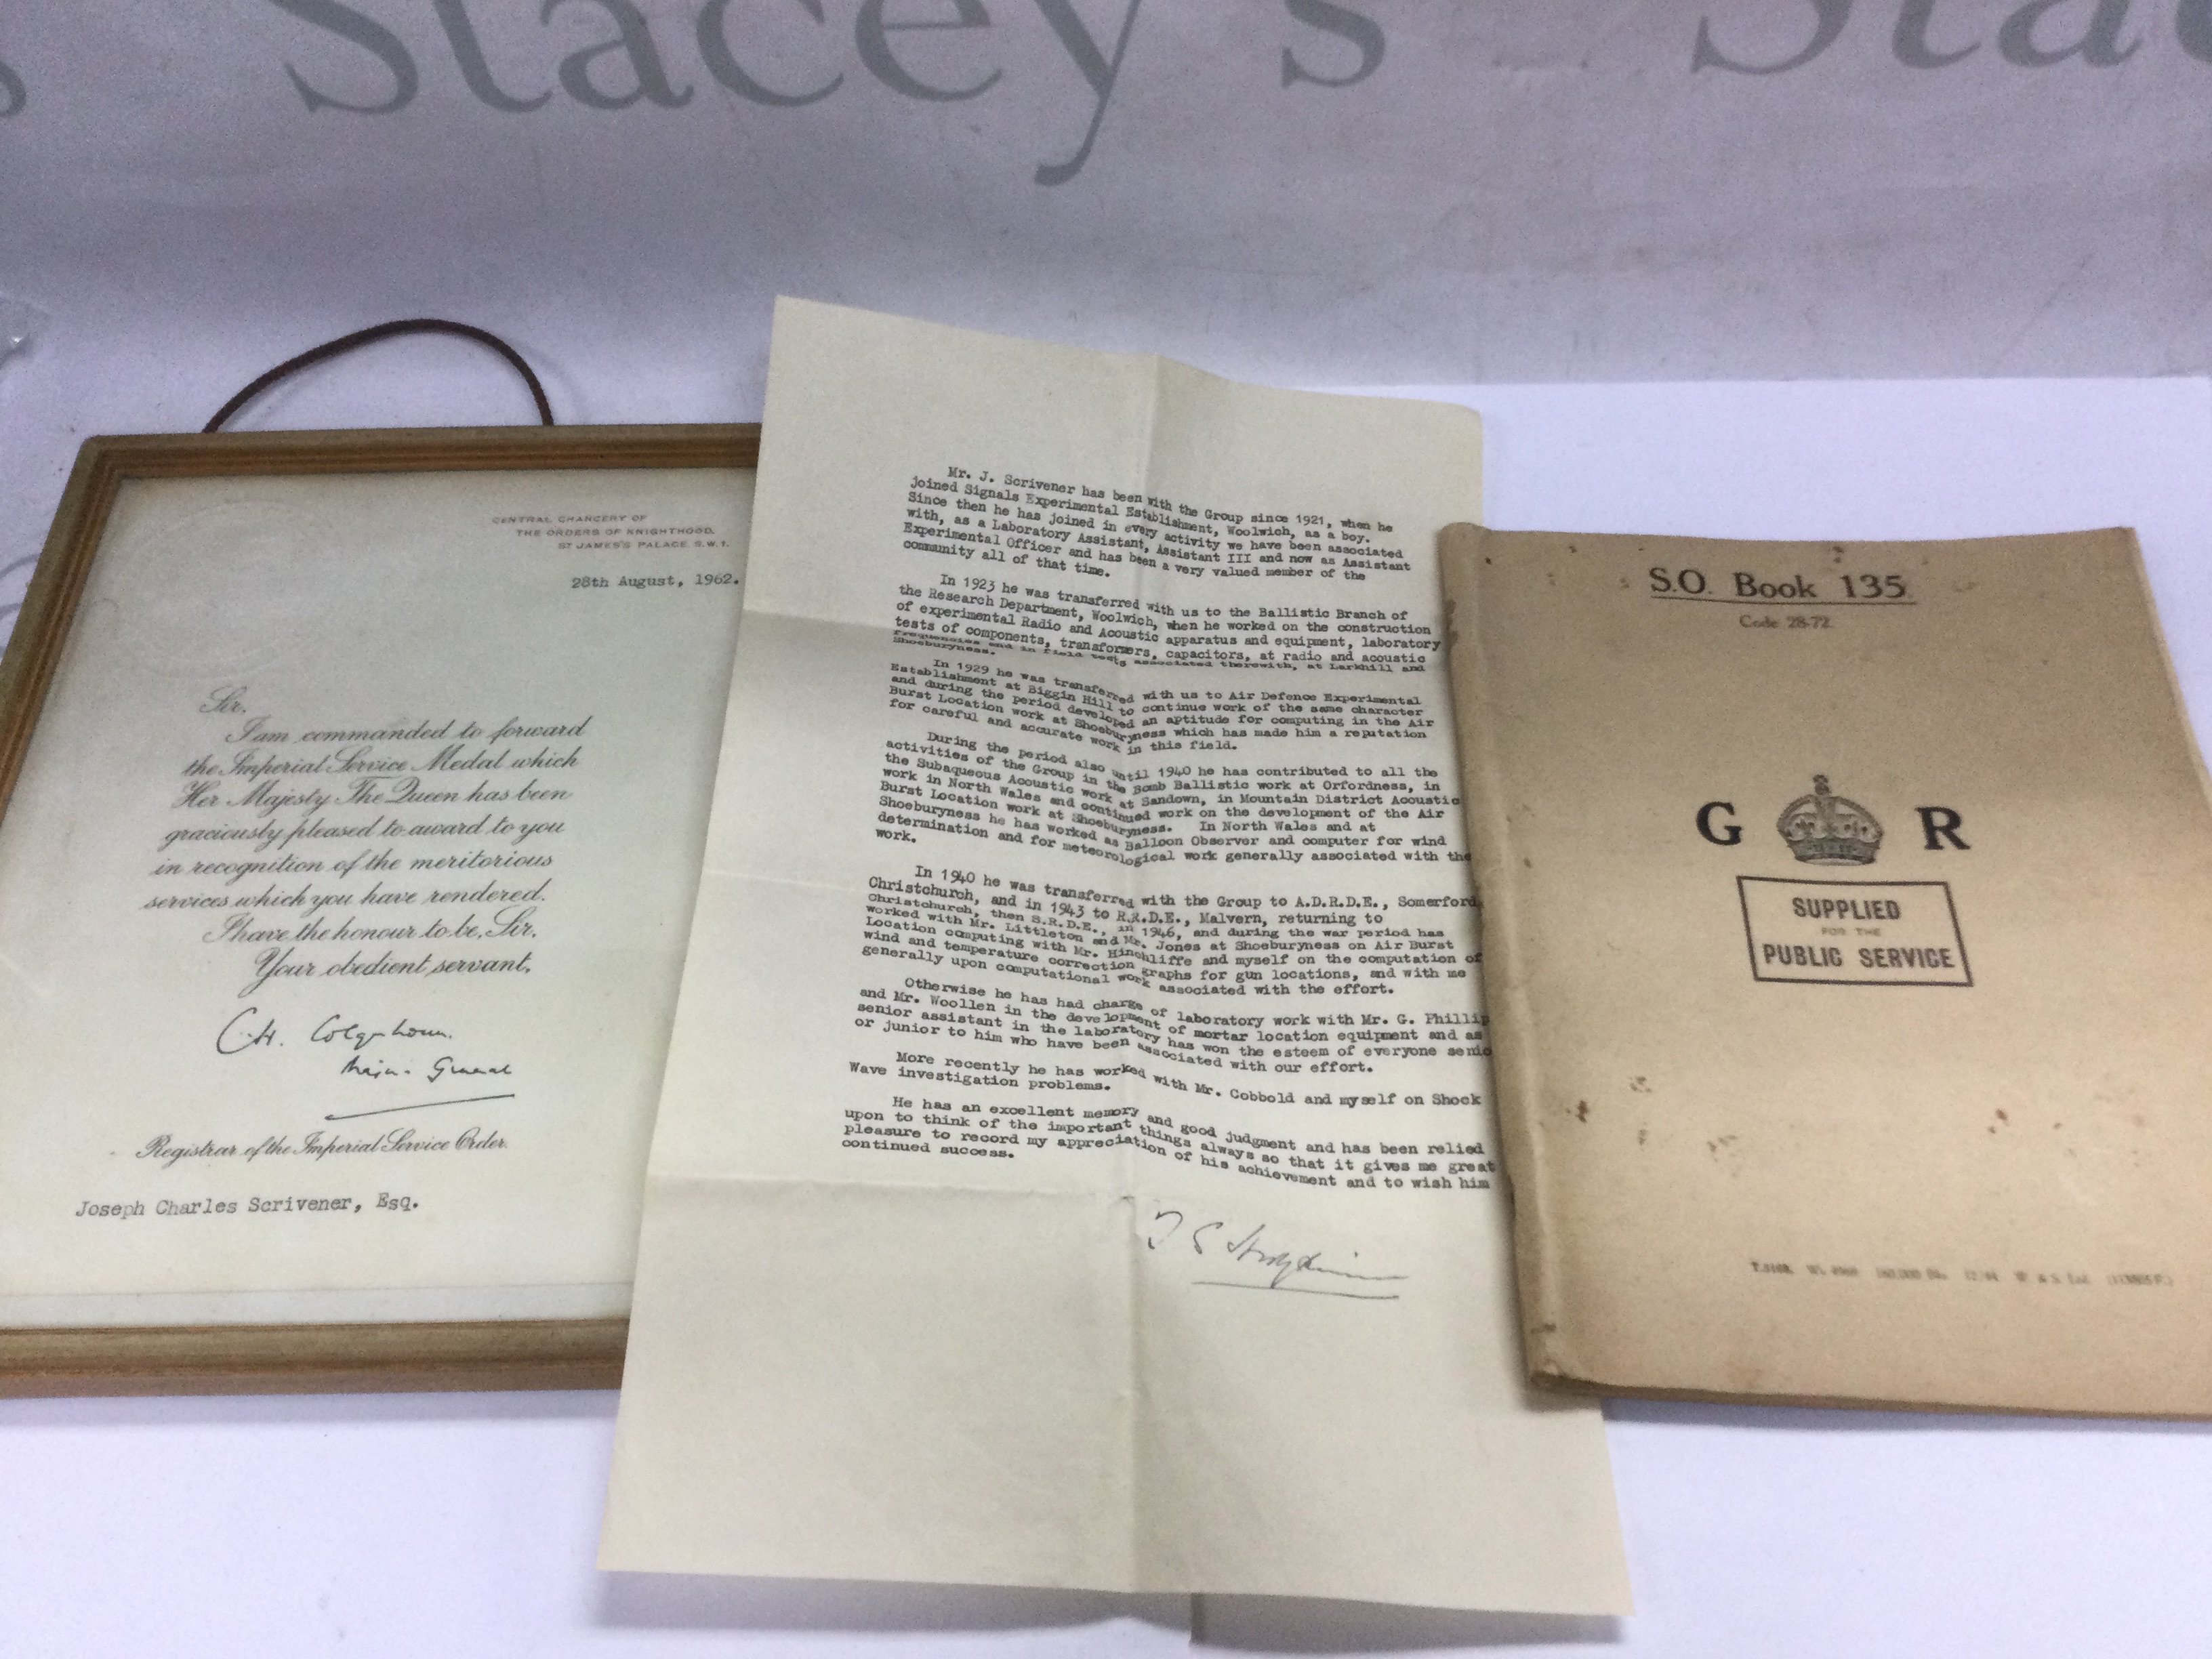 Stacey's
CENTRAL CHANCERY OF
THE ORDERS OF KNIGHTHOOD,
ST JAMES'S PALACE, S.W.1.
28th August, 1962.
Sir,
I am commanded to forward
the Imperial Service Medal which
Her Majesty The Queen has been
graciously pleased to award to you
in recognition of the meritorious
services which you have rendered.
I have the honour to be, Sir,
Your obedient servant,
Major General
Registrar of the Imperial Service Order.
Joseph Charles Scrivener, Esq.
Mr. J. Scrivener has been with the Group since 1921, when he
joined Signals Experimental Establishment, Woolwich, as a boy.
Since then he has joined in every activity we have been associated
with, as a Laboratory Assistant, Assistant III and now as Assistant
Experimental Officer and has been a very valued member of the
community all of that time.
In 1923 he was transferred with us to the Ballistic Branch of
the Research Department, Woolwich, when he worked on the construction
of experimental Radio and Acoustic apparatus and equipment, laboratory
tests of components, transformers, capacitors, at radio and acoustic
frequencies and in field tests associated therewith, at Larkhill and
Shoeburyness.
In 1929 he was transferred with us to Air Defence Experimental
Establishment at Biggin Hill to continue work of the same character
and during the period developed an aptitude for computing in the Air
Burst Location work at Shoeburyness which has made him a reputation
for careful and accurate work in this field.
During the period also until 1940 he has contributed to all the
activities of the Group in the Bomb Ballistic work at Orfordness, in
the Subaqueous Acoustic work at Sandown, in Mountain District Acoustic
work in North Wales and continued work on the development of the Air
Burst Location work at Shoeburyness. In North Wales and at
Shoeburyness he has worked as Balloon Observer and computer for wind
determination and for meteorological work generally associated with the
work.
In 1940 he was transferred with the Group to A.D.R.D.E., Somerford,
Christchurch, and in 1943 to R.R.D.E., Malvern, returning to
Christchurch, then S.R.D.E., in 1946, and during the war period has
worked with Mr. Littleton and Mr. Jones at Shoeburyness on Air Burst
Location computing with Mr. Hinchliffe and myself on the computation of
wind and temperature correction graphs for gun locations, and with me
generally upon computational work associated with the effort.
Otherwise he has had charge of laboratory work with Mr. G. Phillip
and Mr. Woollen in the development of mortar location equipment and as
senior assistant in the laboratory has won the esteem of everyone senio
or junior to him who have been associated with our effort.
More recently he has worked with Mr. Cobbold and myself on Shock
Wave investigation problems.
He has an excellent memory and good judgment and has been relied
upon to think of the important things always so that it gives me great
pleasure to record my appreciation of his achievement and to wish him
continued success.
S.O. Book 135.
Code 28-72.
G R
SUPPLIED
FOR THE
PUBLIC SERVICE